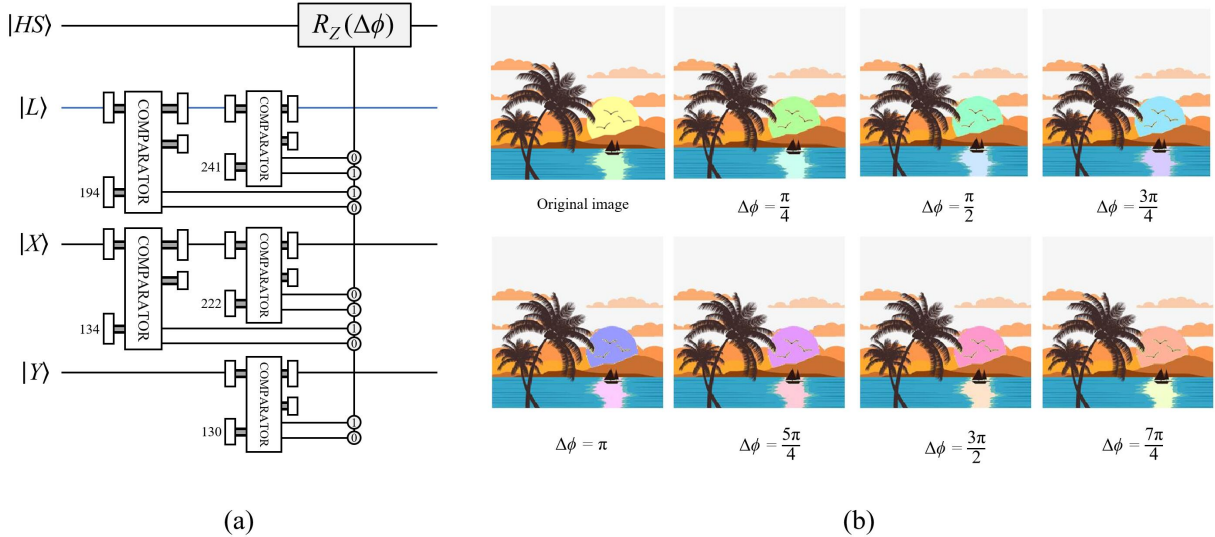 |HS⟩
R_Z(Δϕ)
|L⟩
COMPARATOR
COMPARATOR
241
0
1
194
1
0
|X⟩
COMPARATOR
COMPARATOR
222
0
1
134
1
0
|Y⟩
COMPARATOR
130
1
0
(a)
Original image
Δϕ = π/4
Δϕ = π/2
Δϕ = 3π/4
Δϕ = π
Δϕ = 5π/4
Δϕ = 3π/2
Δϕ = 7π/4
(b)